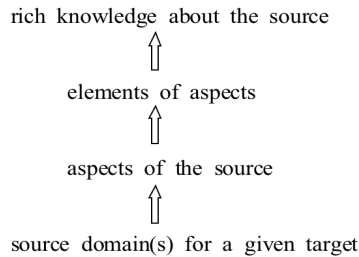 rich knowledge about the source
elements of aspects
aspects of the source
source domain(s) for a given target